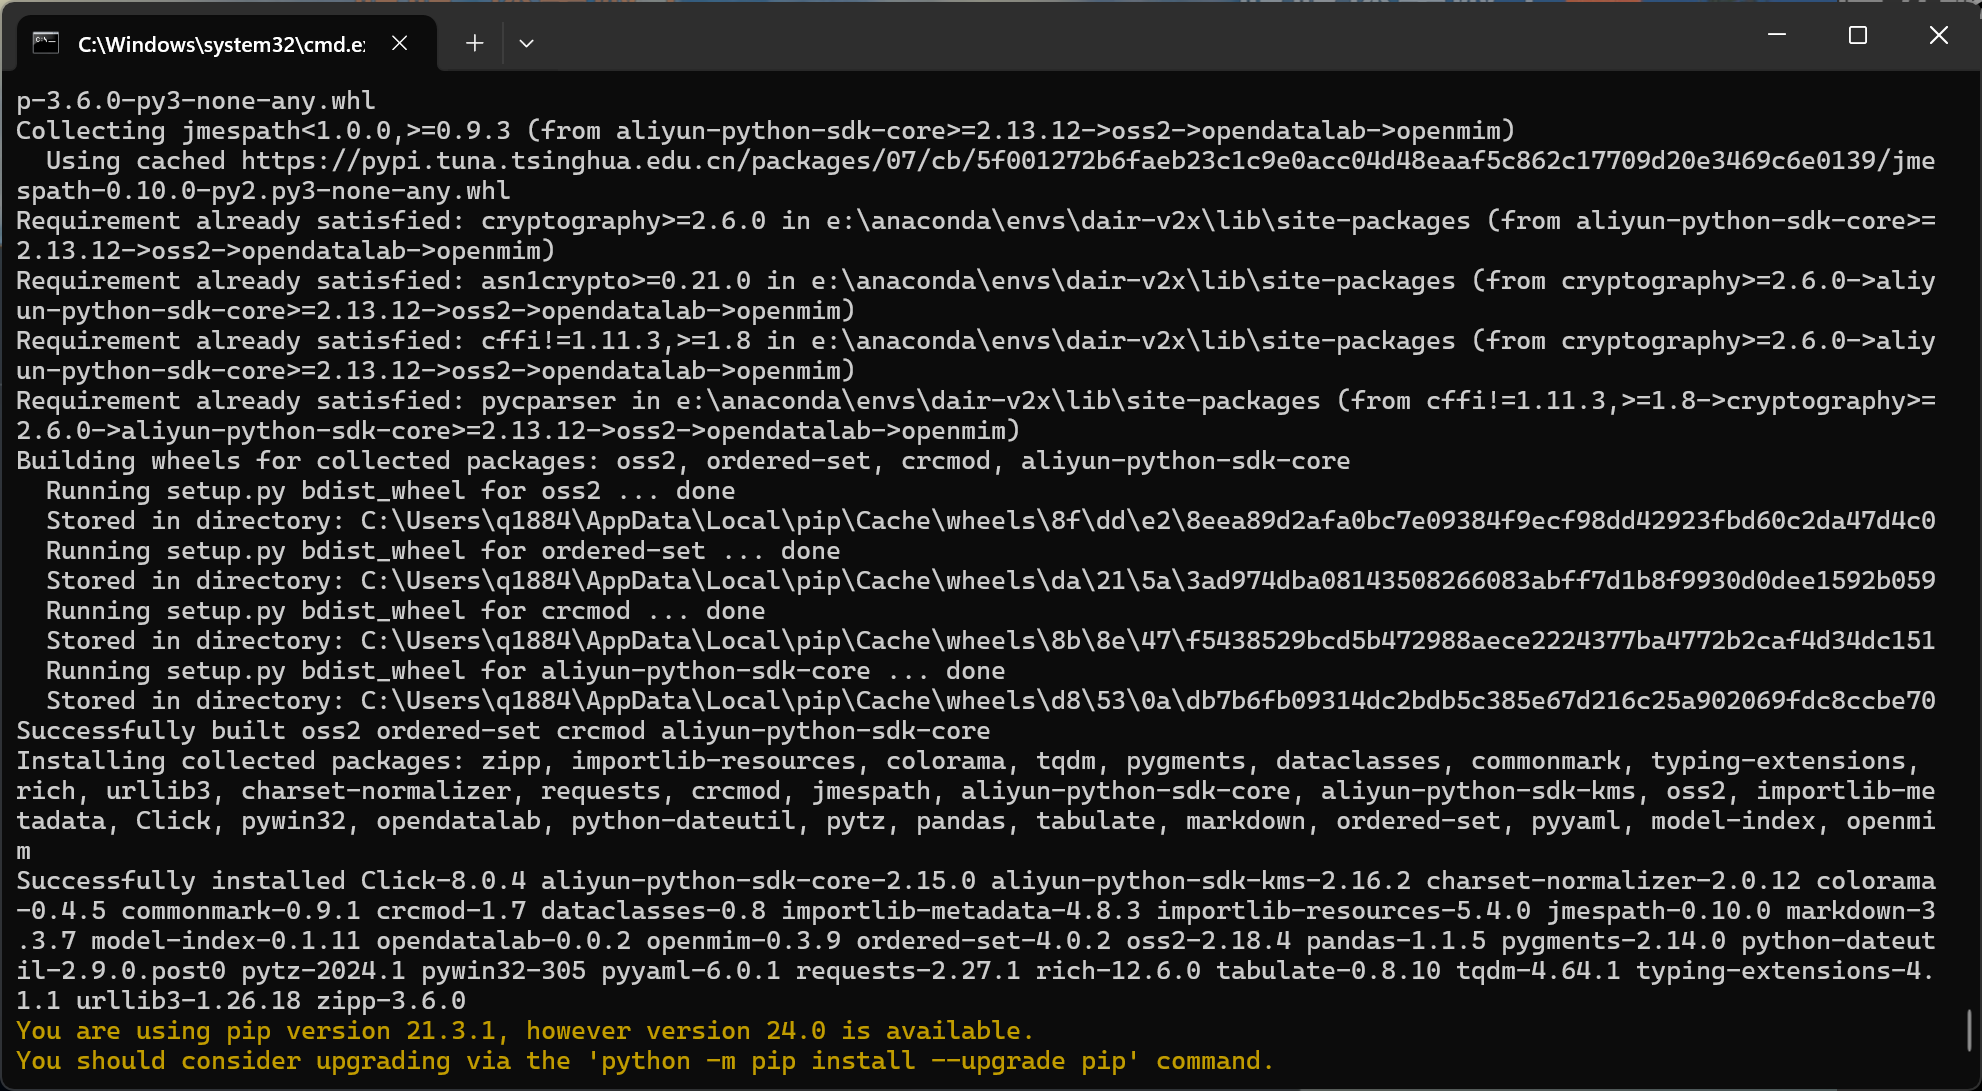 C:\Windows\system32\cmd.e
p-3.6.0-py3-none-any.whl
Collecting jmespath<1.0.0,>=0.9.3 (from aliyun-python-sdk-core>=2.13.12->oss2->opendatalab->openmim)
  Using cached https://pypi.tuna.tsinghua.edu.cn/packages/07/cb/5f001272b6faeb23c1c9e0acc04d48eaaf5c862c17709d20e3469c6e0139/jme
spath-0.10.0-py2.py3-none-any.whl
Requirement already satisfied: cryptography>=2.6.0 in e:\anaconda\envs\dair-v2x\lib\site-packages (from aliyun-python-sdk-core>=
2.13.12->oss2->opendatalab->openmim)
Requirement already satisfied: asn1crypto>=0.21.0 in e:\anaconda\envs\dair-v2x\lib\site-packages (from cryptography>=2.6.0->aliy
un-python-sdk-core>=2.13.12->oss2->opendatalab->openmim)
Requirement already satisfied: cffi!=1.11.3,>=1.8 in e:\anaconda\envs\dair-v2x\lib\site-packages (from cryptography>=2.6.0->aliy
un-python-sdk-core>=2.13.12->oss2->opendatalab->openmim)
Requirement already satisfied: pycparser in e:\anaconda\envs\dair-v2x\lib\site-packages (from cffi!=1.11.3,>=1.8->cryptography>=
2.6.0->aliyun-python-sdk-core>=2.13.12->oss2->opendatalab->openmim)
Building wheels for collected packages: oss2, ordered-set, crcmod, aliyun-python-sdk-core
  Running setup.py bdist_wheel for oss2 ... done
  Stored in directory: C:\Users\q1884\AppData\Local\pip\Cache\wheels\8f\dd\e2\8eea89d2afa0bc7e09384f9ecf98dd42923fbd60c2da47d4c0
  Running setup.py bdist_wheel for ordered-set ... done
  Stored in directory: C:\Users\q1884\AppData\Local\pip\Cache\wheels\da\21\5a\3ad974dba08143508266083abff7d1b8f9930d0dee1592b059
  Running setup.py bdist_wheel for crcmod ... done
  Stored in directory: C:\Users\q1884\AppData\Local\pip\Cache\wheels\8b\8e\47\f5438529bcd5b472988aece2224377ba4772b2caf4d34dc151
  Running setup.py bdist_wheel for aliyun-python-sdk-core ... done
  Stored in directory: C:\Users\q1884\AppData\Local\pip\Cache\wheels\d8\53\0a\db7b6fb09314dc2bdb5c385e67d216c25a902069fdc8ccbe70
Successfully built oss2 ordered-set crcmod aliyun-python-sdk-core
Installing collected packages: zipp, importlib-resources, colorama, tqdm, pygments, dataclasses, commonmark, typing-extensions,
rich, urllib3, charset-normalizer, requests, crcmod, jmespath, aliyun-python-sdk-core, aliyun-python-sdk-kms, oss2, importlib-me
tadata, Click, pywin32, opendatalab, python-dateutil, pytz, pandas, tabulate, markdown, ordered-set, pyyaml, model-index, openmi
m
Successfully installed Click-8.0.4 aliyun-python-sdk-core-2.15.0 aliyun-python-sdk-kms-2.16.2 charset-normalizer-2.0.12 colorama
-0.4.5 commonmark-0.9.1 crcmod-1.7 dataclasses-0.8 importlib-metadata-4.8.3 importlib-resources-5.4.0 jmespath-0.10.0 markdown-3
.3.7 model-index-0.1.11 opendatalab-0.0.2 openmim-0.3.9 ordered-set-4.0.2 oss2-2.18.4 pandas-1.1.5 pygments-2.14.0 python-dateut
il-2.9.0.post0 pytz-2024.1 pywin32-305 pyyaml-6.0.1 requests-2.27.1 rich-12.6.0 tabulate-0.8.10 tqdm-4.64.1 typing-extensions-4.
1.1 urllib3-1.26.18 zipp-3.6.0
You are using pip version 21.3.1, however version 24.0 is available.
You should consider upgrading via the 'python -m pip install --upgrade pip' command.